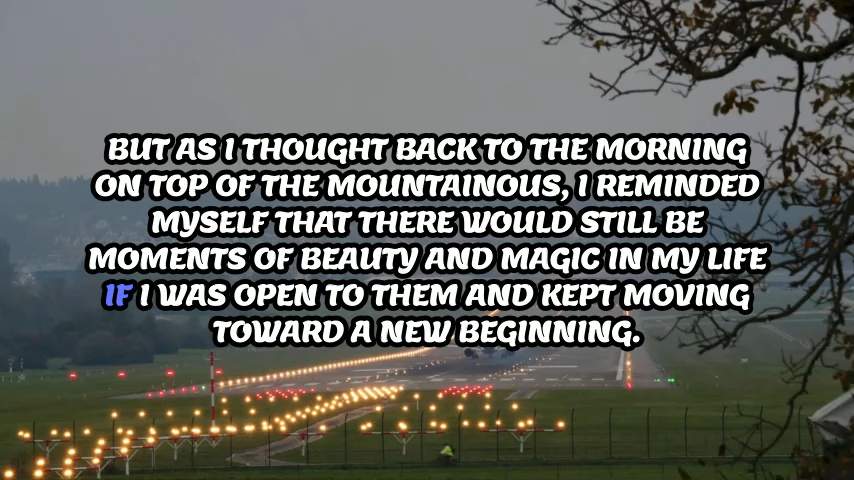 BUT AS I THOUGHT BACK TO THE MORNING
ON TOP OF THE MOUNTAINOUS, I REMINDED
MYSELF THAT THERE WOULD STILL BE
MOMENTS OF BEAUTY AND MAGIC IN MY LIFE
IF I WAS OPEN TO THEM AND KEPT MOVING
TOWARD A NEW BEGINNING.